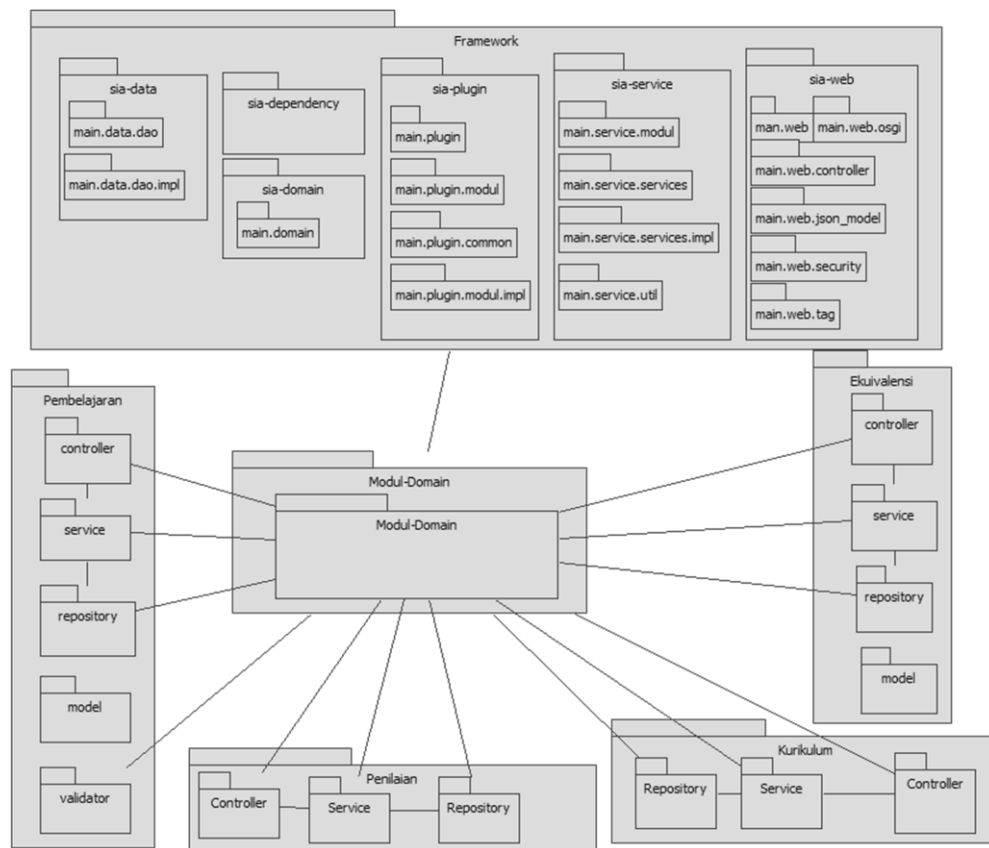 Framework
sia-data
main.data.dao
main.data.dao.impl
sia-dependency
sia-domain
main.domain
sia-plugin
main.plugin
main.plugin.modul
main.plugin.common
main.plugin.modul.impl
sia-service
main.service.modul
main.service.services
main.service.services.impl
main.service.util
sia-web
man.web
main.web.osgi
main.web.controller
main.web.json_model
main.web.security
main.web.tag
Pembelajaran
controller
service
repository
model
validator
Modul-Domain
Modul-Domain
Ekuivalensi
controller
service
repository
model
Penilaian
Controller
Service
Repository
Kurikulum
Repository
Service
Controller